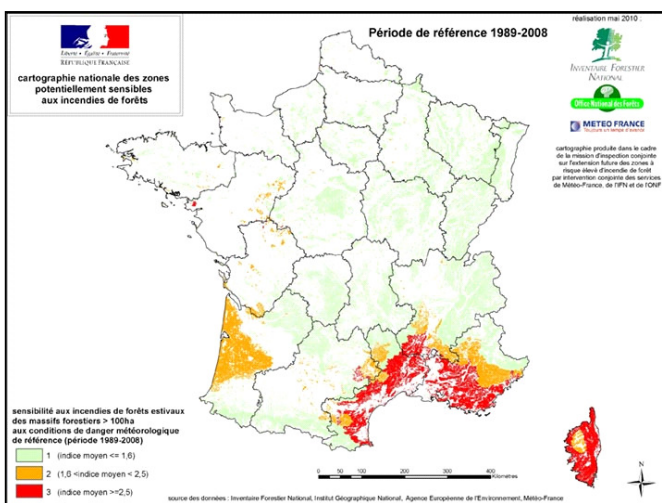 Liberté • Égalité • Fraternité
RÉPUBLIQUE FRANÇAISE
cartographie nationale des zones
potentiellement sensibles
aux incendies de forêts
Période de référence 1989-2008
réalisation mai 2010 :
INVENTAIRE FORESTIER
NATIONAL
Office National des Forêts
METEO FRANCE
Toujours un temps d'avance
cartographie produite dans le cadre
de la mission d'inspection conjointe
sur l'extension future des zones à
risque élevé d'incendie de forêt
par intervention conjointe des services
de Météo-France, de l'IFN et de l'ONF
sensibilité aux incendies de forêts estivaux
des massifs forestiers > 100ha
aux conditions de danger météorologique
de référence (période 1989-2008)
1 (indice moyen <= 1,6)
2 (1,6 <indice moyen < 2,5)
3 (indice moyen >=2,5)
0 50 100 200 300 400
Kilomètres
N
source des données : Inventaire Forestier National, Institut Géographique National, Agence Européenne de l'Environnement, Météo-France